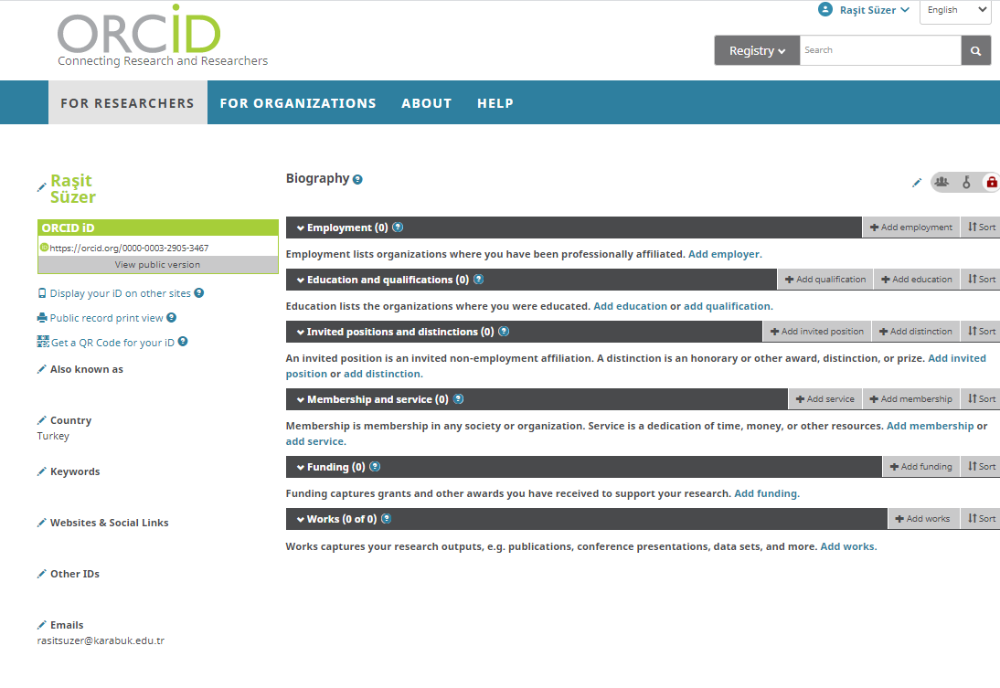 ORCiD
Connecting Research and Researchers
Raşit Süzer
English
Registry
Search
FOR RESEARCHERS
FOR ORGANIZATIONS
ABOUT
HELP
Raşit
Süzer
ORCID iD
iD https://orcid.org/0000-0003-2905-3467
View public version
Display your iD on other sites ?
Public record print view ?
Get a QR Code for your iD ?
Also known as
Country
Turkey
Keywords
Websites & Social Links
Other IDs
Emails
rasitsuzer@karabuk.edu.tr
Biography ?
Employment (0) ? Add employment Sort
Employment lists organizations where you have been professionally affiliated. Add employer.
Education and qualifications (0) ? Add qualification Add education Sort
Education lists the organizations where you were educated. Add education or add qualification.
Invited positions and distinctions (0) ? Add invited position Add distinction Sort
An invited position is an invited non-employment affiliation. A distinction is an honorary or other award, distinction, or prize. Add invited
position or add distinction.
Membership and service (0) ? Add service Add membership Sort
Membership is membership in any society or organization. Service is a dedication of time, money, or other resources. Add membership or
add service.
Funding (0) ? Add funding Sort
Funding captures grants and other awards you have received to support your research. Add funding.
Works (0 of 0) ? Add works Sort
Works captures your research outputs, e.g. publications, conference presentations, data sets, and more. Add works.